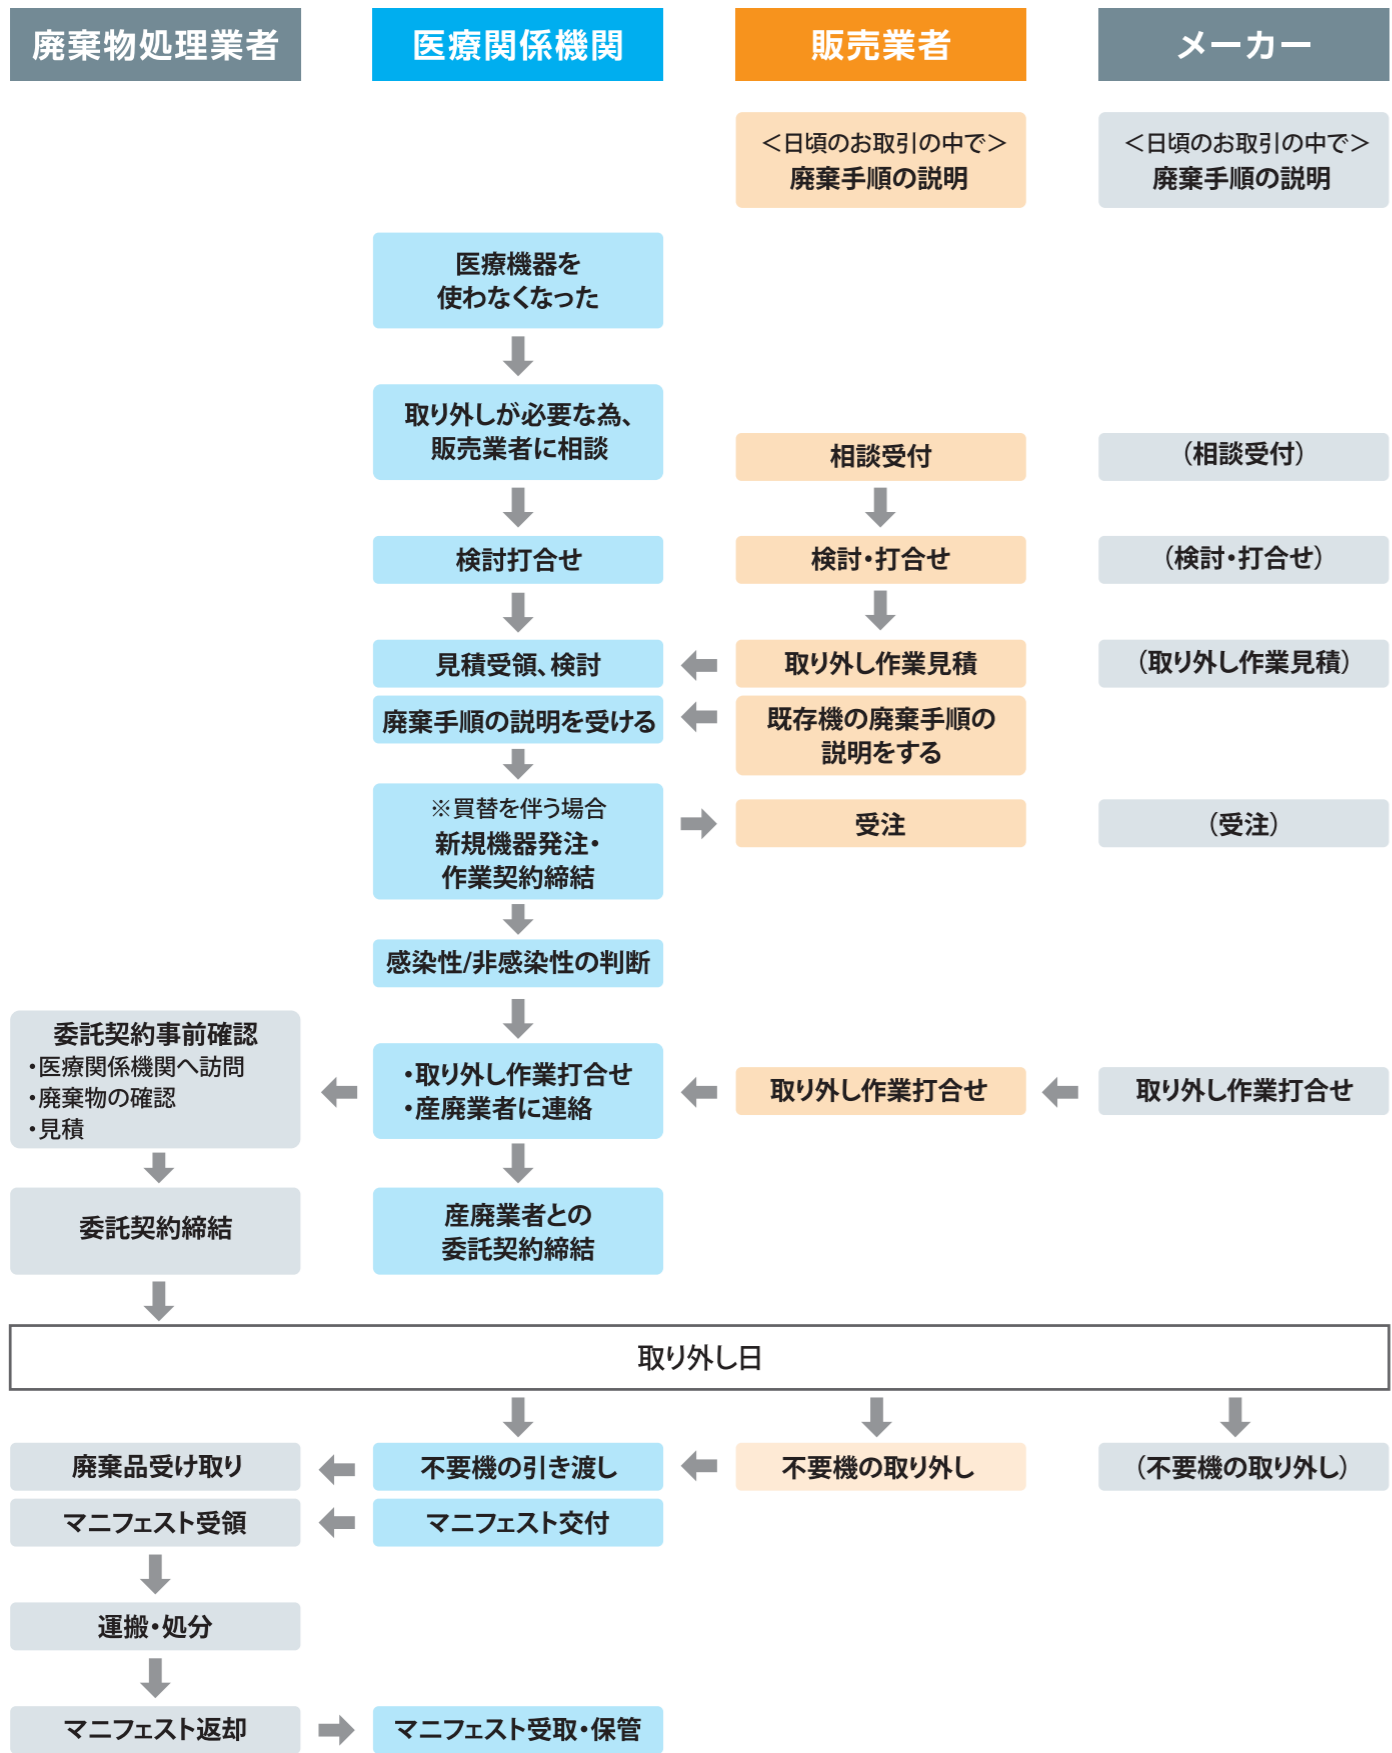 廃棄物処理業者
医療関係機関
販売業者
メーカー
＜日頃のお取引の中で＞
廃棄手順の説明
＜日頃のお取引の中で＞
廃棄手順の説明
医療機器を
使わなくなった
取り外しが必要な為、
販売業者に相談
相談受付
（相談受付）
検討打合せ
検討・打合せ
（検討・打合せ）
見積受領、検討
取り外し作業見積
（取り外し作業見積）
廃棄手順の説明を受ける
既存機の廃棄手順の
説明をする
※買替を伴う場合
新規機器発注・
作業契約締結
受注
（受注）
感染性/非感染性の判断
委託契約事前確認
・医療関係機関へ訪問
・廃棄物の確認
・見積
・取り外し作業打合せ
・産廃業者に連絡
取り外し作業打合せ
取り外し作業打合せ
委託契約締結
産廃業者との
委託契約締結
取り外し日
廃棄品受け取り
不要機の引き渡し
不要機の取り外し
（不要機の取り外し）
マニフェスト受領
マニフェスト交付
運搬・処分
マニフェスト返却
マニフェスト受取・保管